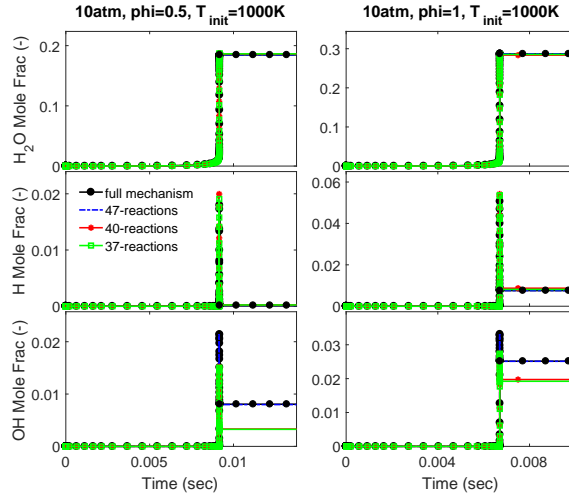 10atm, phi=0.5, T_init=1000K
10atm, phi=1, T_init=1000K
H₂O Mole Frac (-)
0.2
0.1
0
0.3
0.2
0.1
0
H Mole Frac (-)
0.02
0.01
0
full mechanism
47-reactions
40-reactions
37-reactions
0.06
0.04
0.02
0
OH Mole Frac (-)
0.02
0.01
0
0.03
0.02
0.01
0
0
0.005
0.01
0
0.004
0.008
Time (sec)
Time (sec)